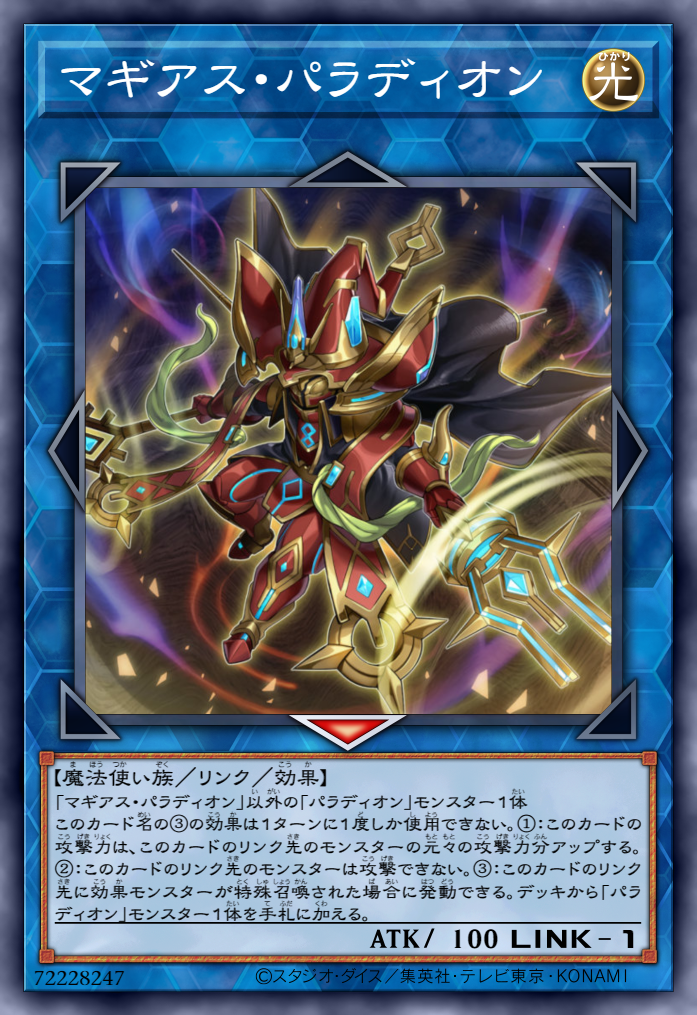 マギアス・パラディオン
光
ひかり
【魔法使い族／リンク／効果】
「マギアス・パラディオン」以外の「パラディオン」モンスター1体
このカード名の③の効果は1ターンに1度しか使用できない。①：このカードの
攻撃力は、このカードのリンク先のモンスターの元々の攻撃力分アップする。
②：このカードのリンク先のモンスターは攻撃できない。③：このカードのリンク
先に効果モンスターが特殊召喚された場合に発動できる。デッキから「パラ
ディオン」モンスター1体を手札に加える。
ATK/ 100 LINK-1
72228247 ©スタジオ・ダイス／集英社・テレビ東京・KONAMI